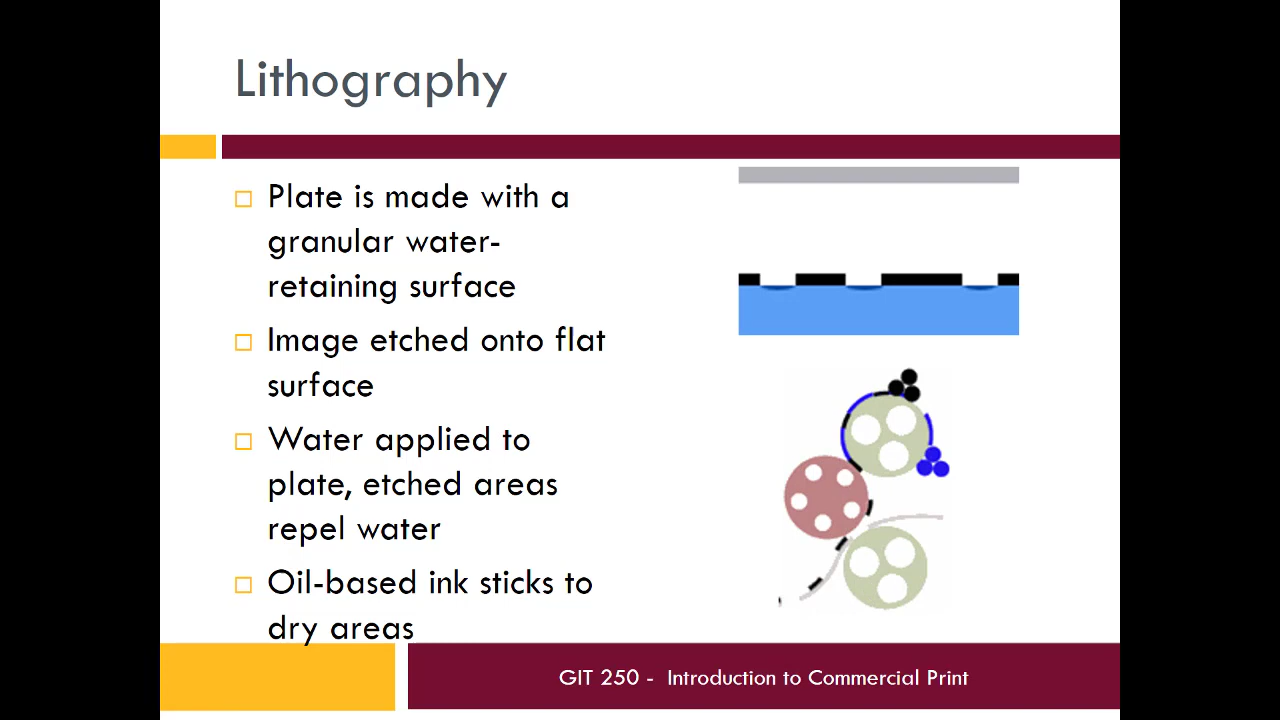 Lithography
Plate is made with a
granular water-
retaining surface
Image etched onto flat
surface
Water applied to
plate, etched areas
repel water
Oil-based ink sticks to
dry areas
GIT 250 - Introduction to Commercial Print